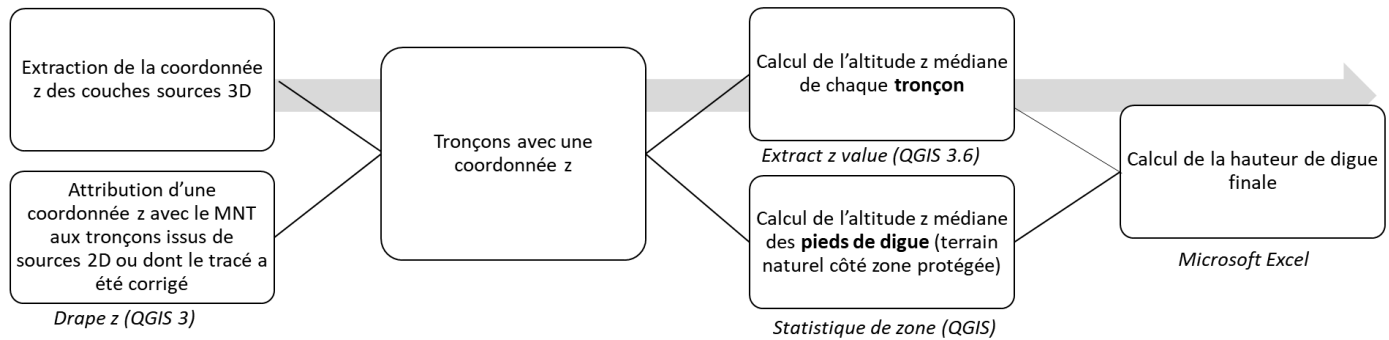 Extraction de la coordonnée
z des couches sources 3D
Attribution d’une
coordonnée z avec le MNT
aux tronçons issus de
sources 2D ou dont le tracé a
été corrigé
Drape z (QGIS 3)
Tronçons avec une
coordonnée z
Calcul de l’altitude z médiane
de chaque tronçon
Extract z value (QGIS 3.6)
Calcul de l’altitude z médiane
des pieds de digue (terrain
naturel côté zone protégée)
Statistique de zone (QGIS)
Calcul de la hauteur de digue
finale
Microsoft Excel